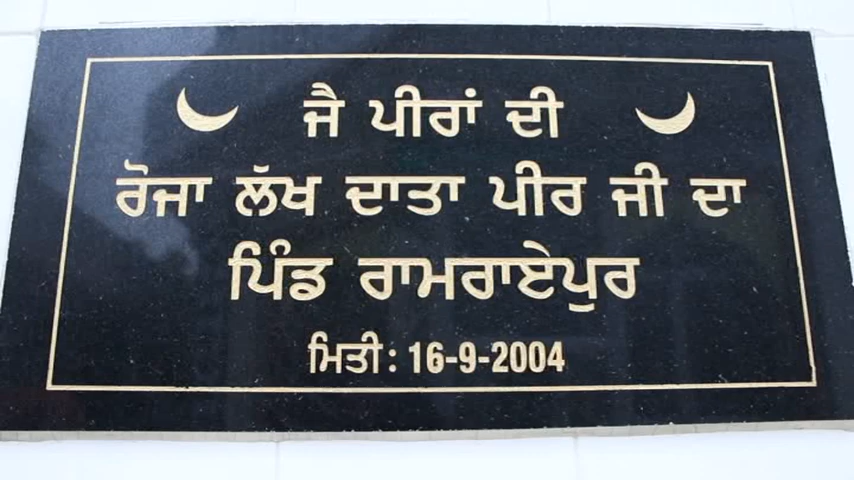 ਜੈ ਪੀਰਾਂ ਦੀ
ਰੋਜਾ ਲੱਖ ਦਾਤਾ ਪੀਰ ਜੀ ਦਾ
ਪਿੰਡ ਰਾਮਰਾਏਪੁਰ
ਮਿਤੀ : 16-9-2004